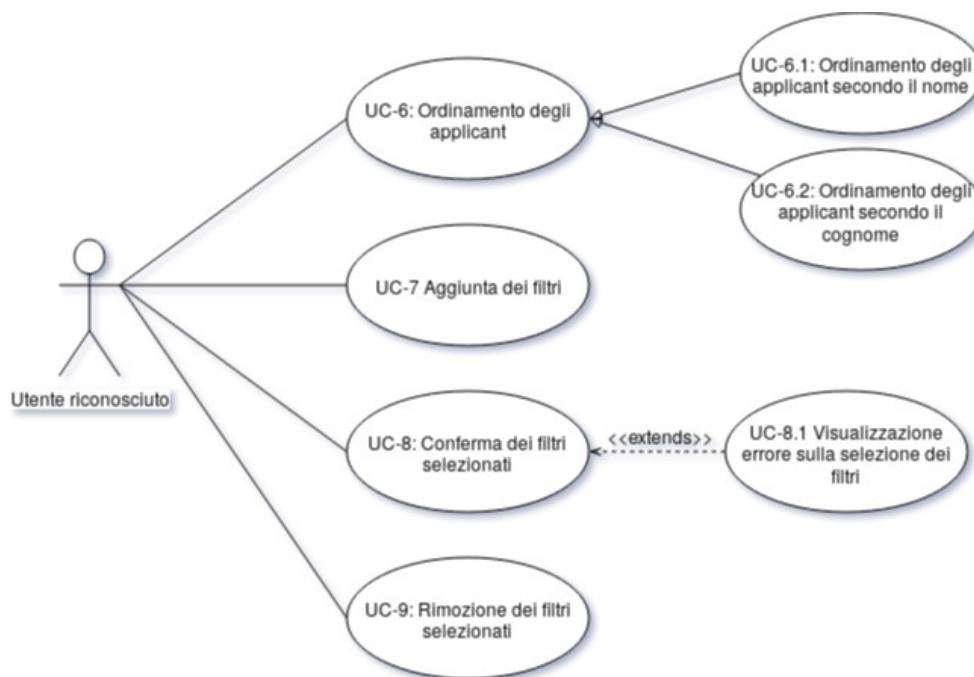 UC-6.1: Ordinamento degli
applicant secondo il nome
UC-6: Ordinamento degli
applicant
UC-6.2: Ordinamento degli
applicant secondo il
cognome
UC-7 Aggiunta dei filtri
Utente riconosciuto
UC-8: Conferma dei filtri
selezionati
<<extends>>
UC-8.1 Visualizzazione
errore sulla selezione dei
filtri
UC-9: Rimozione dei filtri
selezionati